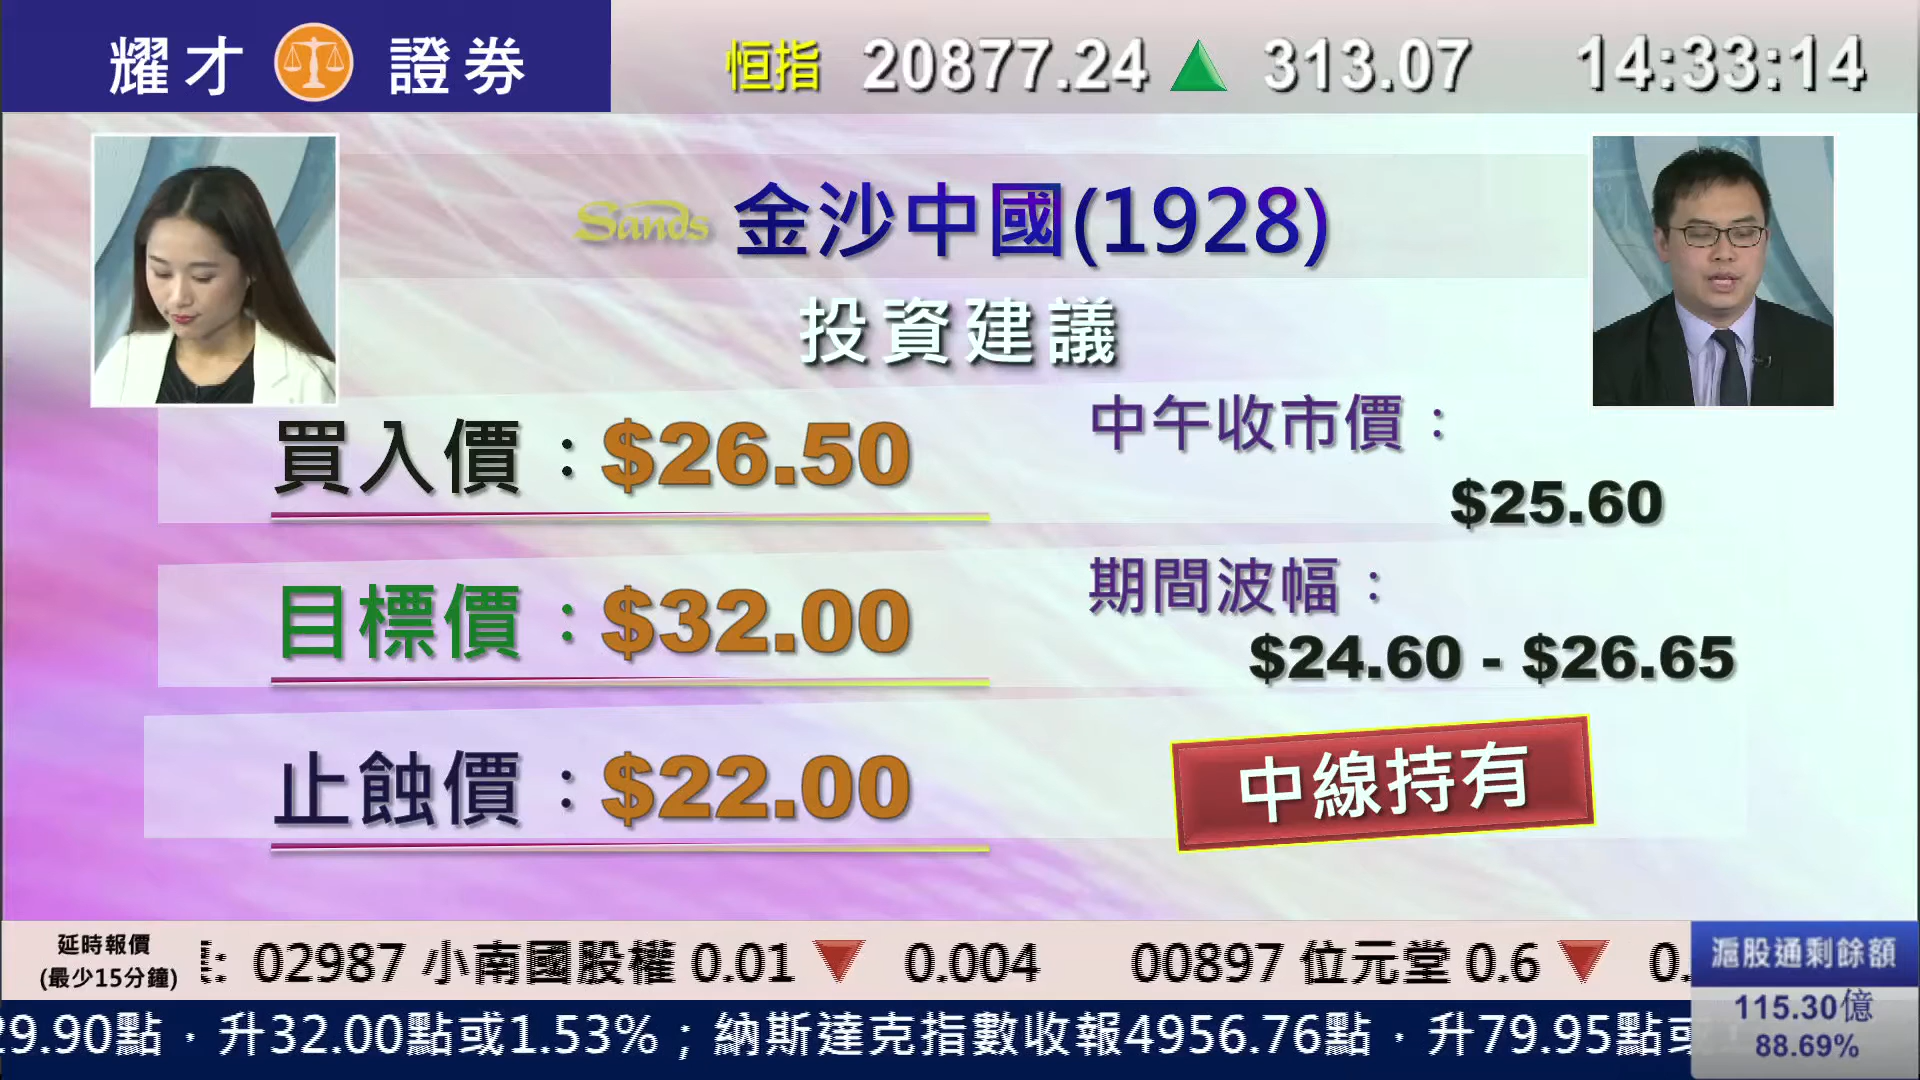 耀才 證券
恒指 20877.24 313.07 14:33:14
Sands 金沙中國(1928)
投資建議
買入價：$26.50
中午收市價：
$25.60
目標價：$32.00
期間波幅：
$24.60 - $26.65
止蝕價：$22.00
中線持有
延時報價
(最少15分鐘)
02987 小南國股權 0.01 0.004 00897 位元堂 0.6 0.
滬股通剩餘額
115.30億
88.69%
29.90點．升32.00點或1.53%；納斯達克指數收報4956.76點．升79.95點或